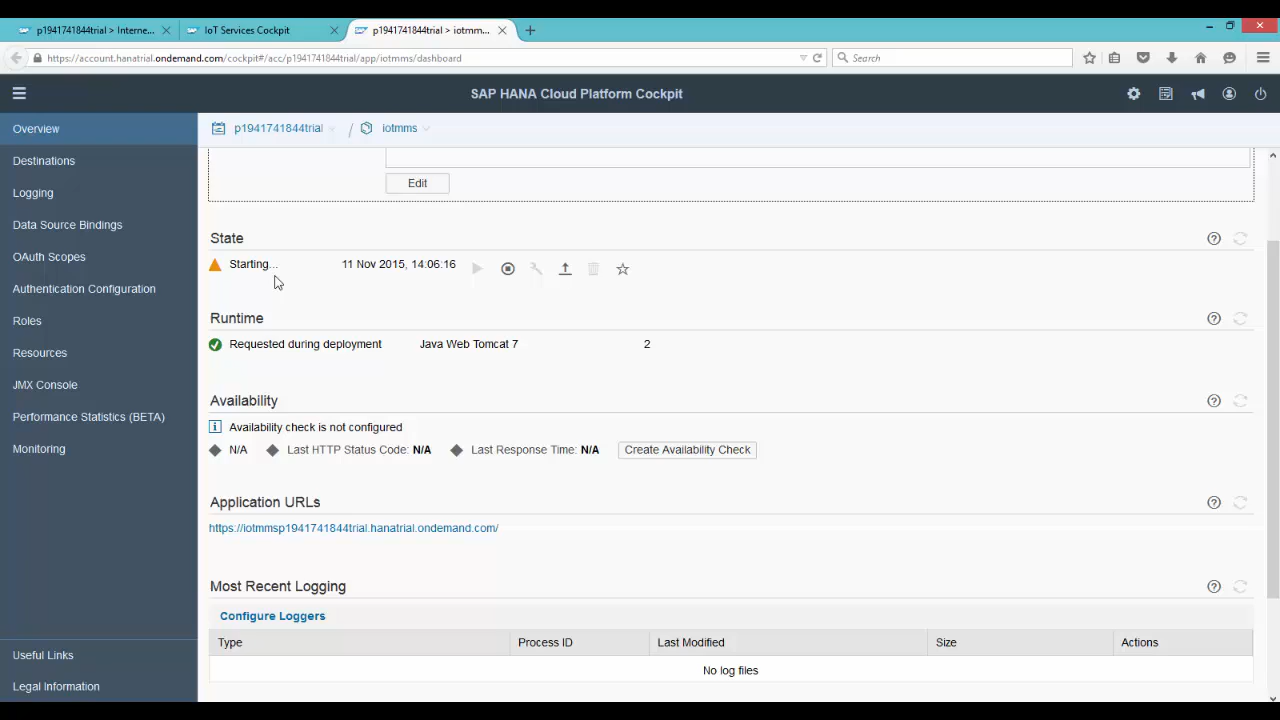 p1941741844trial > Interne...
IoT Services Cockpit
p1941741844trial > iotmm...
https://account.hanatrial.ondemand.com/cockpit#/acc/p1941741844trial/app/iotmms/dashboard
Search
SAP HANA Cloud Platform Cockpit
Overview
Destinations
Logging
Data Source Bindings
OAuth Scopes
Authentication Configuration
Roles
Resources
JMX Console
Performance Statistics (BETA)
Monitoring
Useful Links
Legal Information
p1941741844trial / iotmms
Edit
State
Starting... 11 Nov 2015, 14:06:16
Runtime
Requested during deployment Java Web Tomcat 7 2
Availability
Availability check is not configured
N/A Last HTTP Status Code: N/A Last Response Time: N/A Create Availability Check
Application URLs
https://iotmmsp1941741844trial.hanatrial.ondemand.com/
Most Recent Logging
Configure Loggers
Type Process ID Last Modified Size Actions
No log files